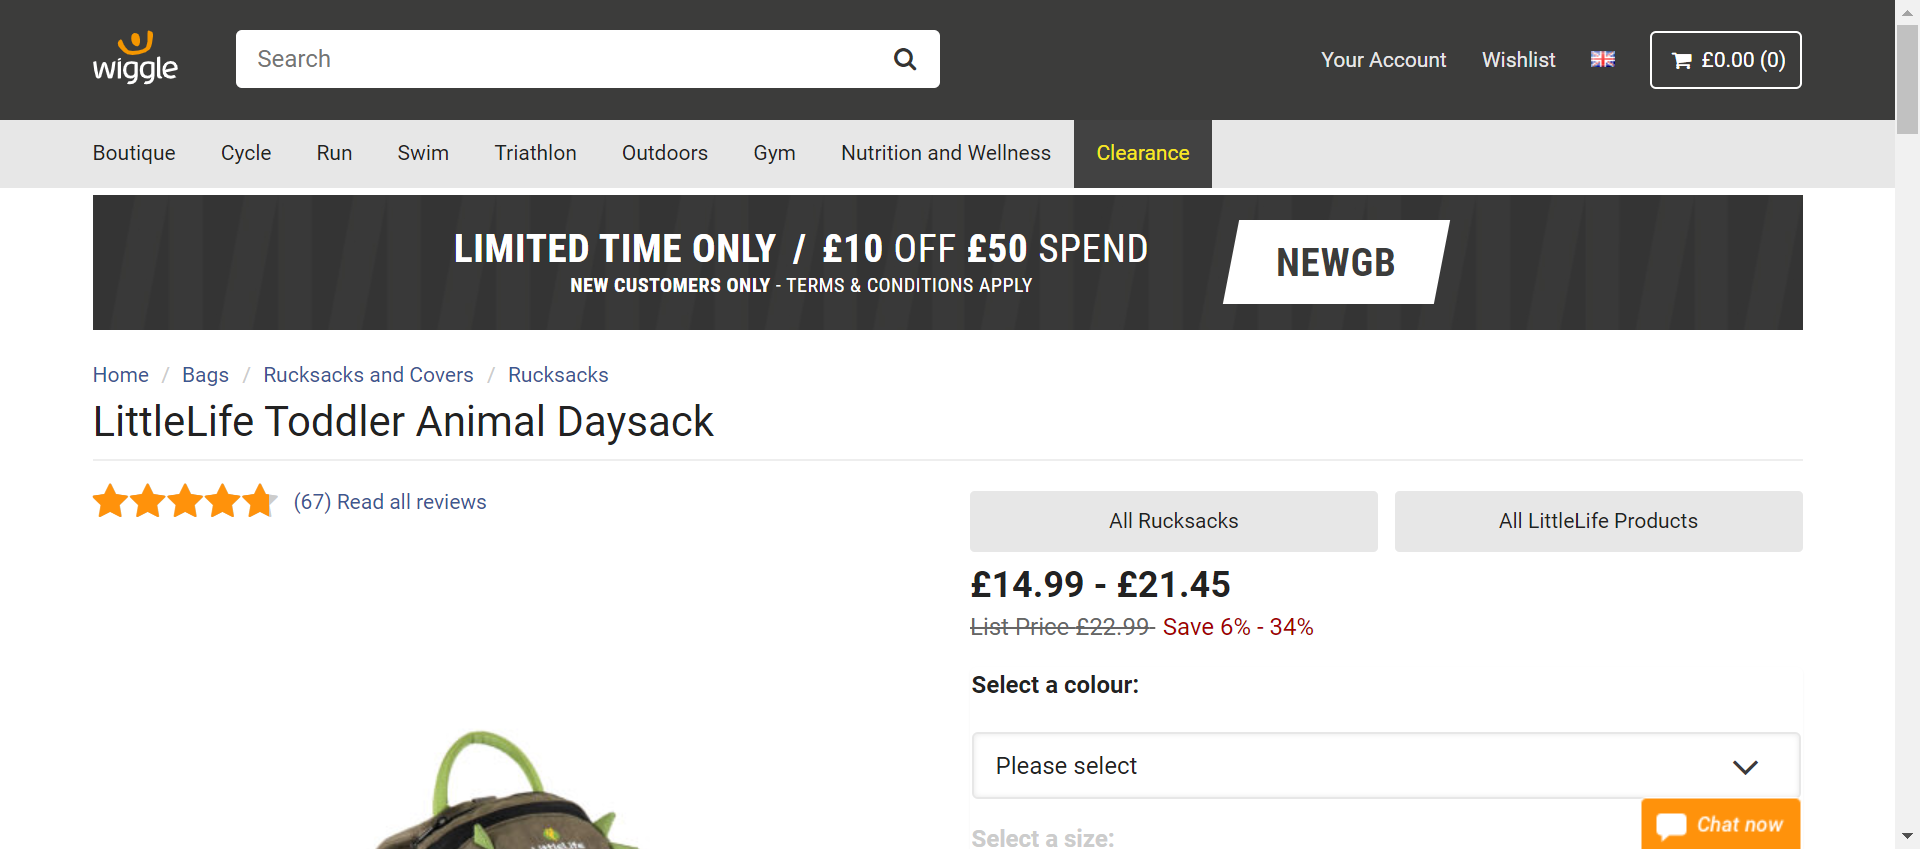 wiggle
Search
Your Account
Wishlist
£0.00 (0)
Boutique
Cycle
Run
Swim
Triathlon
Outdoors
Gym
Nutrition and Wellness
Clearance
LIMITED TIME ONLY / £10 OFF £50 SPEND
NEW CUSTOMERS ONLY - TERMS & CONDITIONS APPLY
NEWGB
Home / Bags / Rucksacks and Covers / Rucksacks
LittleLife Toddler Animal Daysack
(67) Read all reviews
All Rucksacks
All LittleLife Products
£14.99 - £21.45
List Price £22.99 Save 6% - 34%
Select a colour:
Please select
Select a size:
Chat now
LittleLife